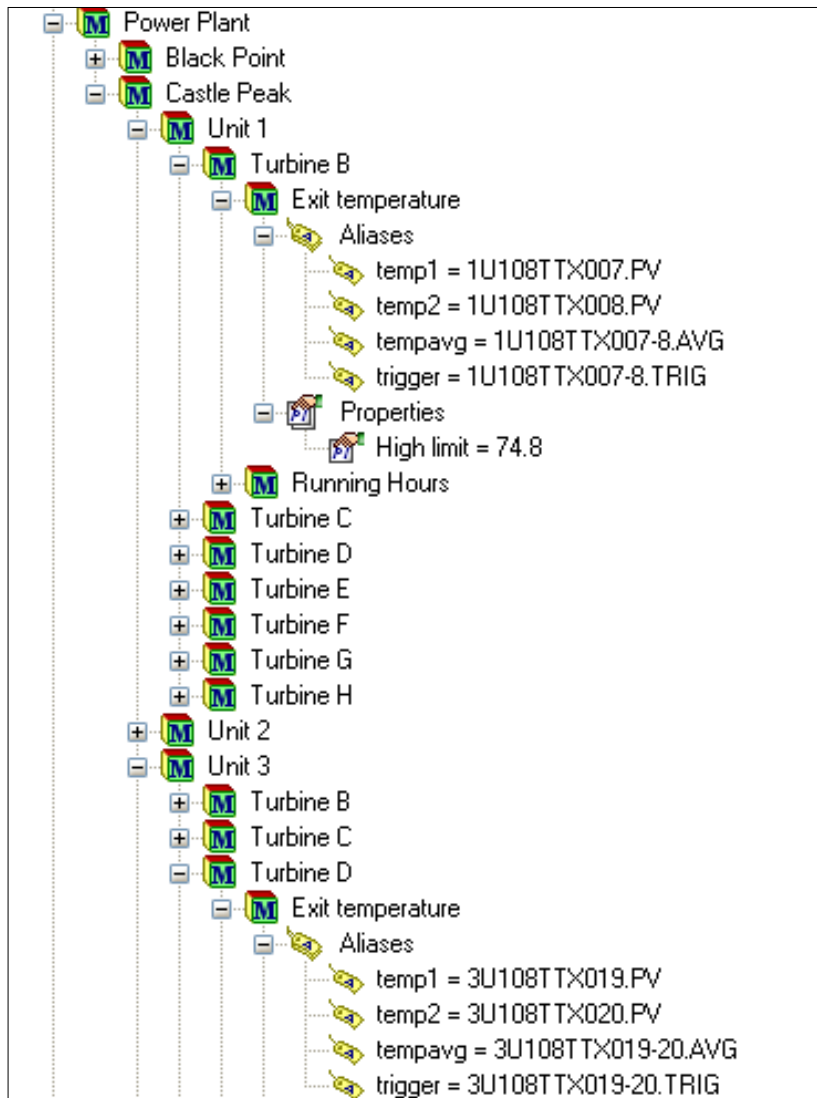 Power Plant
Black Point
Castle Peak
Unit 1
Turbine B
Exit temperature
Aliases
temp1 = 1U108TTX007.PV
temp2 = 1U108TTX008.PV
tempavg = 1U108TTX007-8.AVG
trigger = 1U108TTX007-8.TRIG
Properties
High limit = 74.8
Running Hours
Turbine C
Turbine D
Turbine E
Turbine F
Turbine G
Turbine H
Unit 2
Unit 3
Turbine B
Turbine C
Turbine D
Exit temperature
Aliases
temp1 = 3U108TTX019.PV
temp2 = 3U108TTX020.PV
tempavg = 3U108TTX019-20.AVG
trigger = 3U108TTX019-20.TRIG